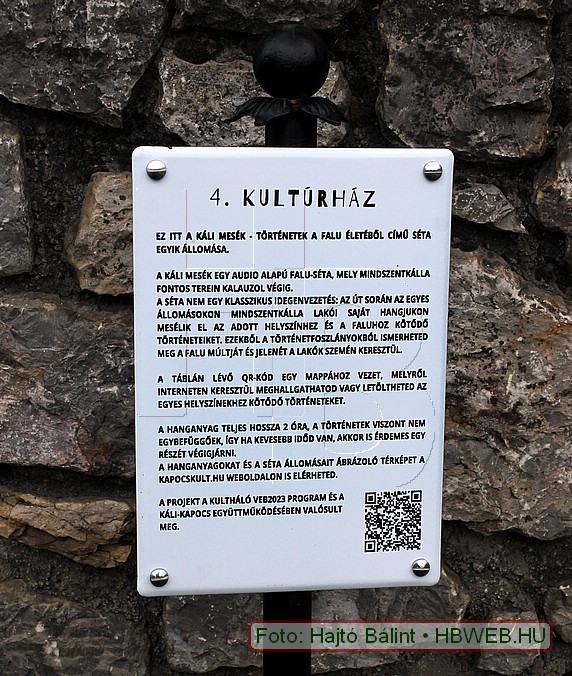 4. KULTÚRHÁZ
EZ ITT A KÁLI MESÉK - TÖRTÉNETEK A FALU ÉLETÉBŐL CÍMŰ SÉTA
EGYIK ÁLLOMÁSA.
A KÁLI MESÉK EGY AUDIO ALAPÚ FALU-SÉTA, MELY MINDSZENTKÁLLA
FONTOS TEREIN KALAUZOL VÉGIG.
A SÉTA NEM EGY KLASSZIKUS IDEGENVEZETÉS: AZ ÚT SORÁN AZ EGYES
ÁLLOMÁSOKON MINDSZENTKÁLLA LAKÓI SAJÁT HANGJUKON
MESÉLIK EL AZ ADOTT HELYSZÍNHEZ ÉS A FALUHOZ KÖTŐDŐ
TÖRTÉNETEIKET. EZEKBŐL A TÖRTÉNETFOSZLÁNYOKBÓL ISMERHETED
MEG A FALU MÚLTJÁT ÉS JELENÉT A LAKÓK SZEMÉN KERESZTÜL.
A TÁBLÁN LÉVŐ QR-KÓD EGY MAPPÁHOZ VEZET, MELYRŐL
INTERNETEN KERESZTÜL MEGHALLGATHATOD VAGY LETÖLTHETED AZ
EGYES HELYSZÍNEKHEZ KÖTŐDŐ TÖRTÉNETEKET.
A HANGANYAG TELJES HOSSZA 2 ÓRA, A TÖRTÉNETEK VISZONT NEM
EGYBEFÜGGŐEK, ÍGY HA KEVESEBB IDŐD VAN, AKKOR IS ÉRDEMES EGY
RÉSZÉT VÉGIGJÁRNI.
A HANGANYAGOKAT ÉS A SÉTA ÁLLOMÁSAIT ÁBRÁZOLÓ TÉRKÉPET A
KAPOCSKULT.HU WEBOLDALON IS ELÉRHETED.
A PROJEKT A KULTHÁLÓ VEB2023 PROGRAM ÉS A
KÁLI-KAPOCS EGYÜTTMŰKÖDÉSÉBEN VALÓSULT
MEG.
Fotó: Hajtó Bálint • HBWEB.HU